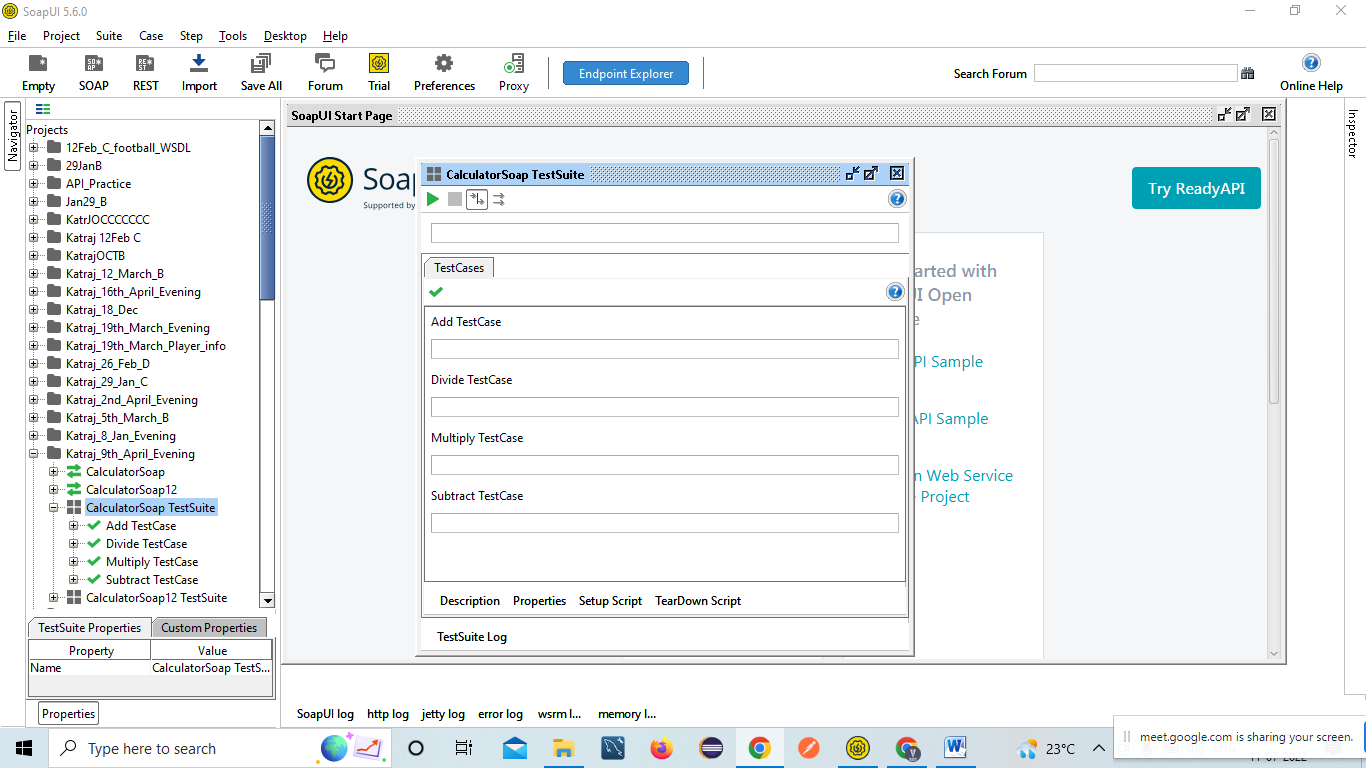 SoapUI 5.6.0
File Project Suite Case Step Tools Desktop Help
Empty SOAP REST Import Save All Forum Trial Preferences Proxy
Endpoint Explorer
Search Forum
Online Help
Navigator
Projects
12Feb_C_football_WSDL
29JanB
API_Practice
Jan29_B
KatrJOCCCCCCC
Katraj 12Feb C
KatrajOCTB
Katraj_12_March_B
Katraj_16th_April_Evening
Katraj_18_Dec
Katraj_19th_March_Evening
Katraj_19th_March_Player_info
Katraj_26_Feb_D
Katraj_29_Jan_C
Katraj_2nd_April_Evening
Katraj_5th_March_B
Katraj_8_Jan_Evening
Katraj_9th_April_Evening
CalculatorSoap
CalculatorSoap12
CalculatorSoap TestSuite
Add TestCase
Divide TestCase
Multiply TestCase
Subtract TestCase
CalculatorSoap12 TestSuite
TestSuite Properties Custom Properties
Property Value
Name CalculatorSoap TestS...
Properties
SoapUI Start Page
Soap
Supported by
Try ReadyAPI
arted with
UI Open
e
PI Sample
API Sample
n Web Service
Project
CalculatorSoap TestSuite
TestCases
Add TestCase
Divide TestCase
Multiply TestCase
Subtract TestCase
Description Properties Setup Script TearDown Script
TestSuite Log
Inspector
SoapUI log http log jetty log error log wsrm l... memory l...
Type here to search
23°C
meet.google.com is sharing your screen.